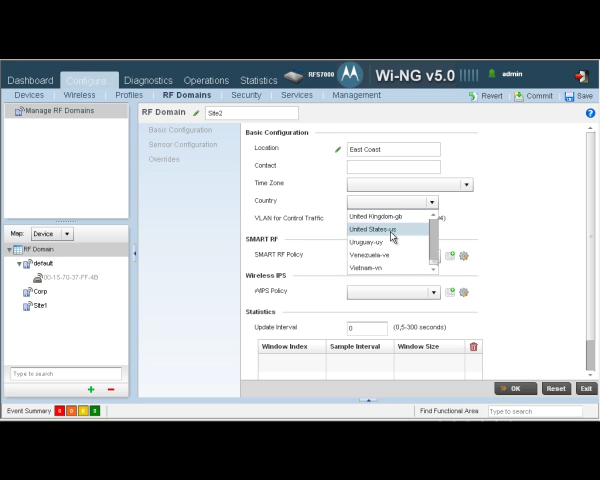 Dashboard Configura Diagnostics Operations Statistics RFS7000 Wi-NG v5.0 admin
Devices Wireless Profiles RF Domains Security Services Management Revert Commit Save
Manage RF Domains
RF Domain Site2
Basic Configuration
Sensor Configuration
Overrides
Basic Configuration
Location East Coast
Contact
Time Zone
Country
United Kingdom-gb
VLAN for Control Traffic 4)
United States-us
Uruguay-uy
SMART RF
SMART RF Policy
Venezuela-ve
Vietnam-vn
Wireless IPS
WIPS Policy
Statistics
Update Interval 0 (0,5-300 seconds)
Window Index Sample Interval Window Size
Map: Device
RF Domain
default
00-15-70-37-FF-4B
Corp
Site1
Type to search
OK Reset Exit
Event Summary 0 0 0 0 Find Functional Area Type to search